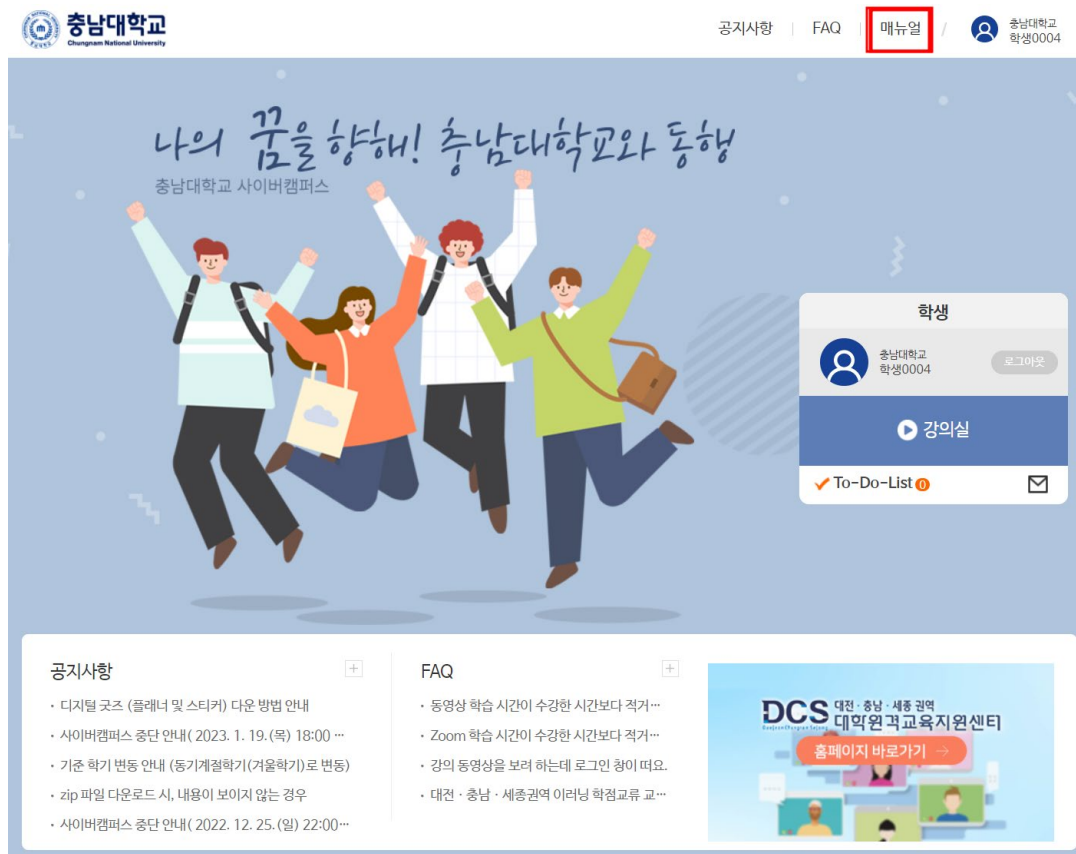 충남대학교
Chungnam National University
공지사항 | FAQ | 매뉴얼 /
충남대학교
학생0004
나의 꿈을 향해! 충남대학교와 동행
충남대학교 사이버캠퍼스
학생
충남대학교
학생0004
로그아웃
강의실
To-Do-List 0
공지사항
· 디지털 굿즈 (플래너 및 스티커) 다운 방법 안내
· 사이버캠퍼스 중단 안내( 2023. 1. 19.(목) 18:00 …
· 기준 학기 변동 안내 (동기계절학기(겨울학기)로 변동)
· zip 파일 다운로드 시, 내용이 보이지 않는 경우
· 사이버캠퍼스 중단 안내( 2022. 12. 25.(일) 22:00…
FAQ
· 동영상 학습 시간이 수강한 시간보다 적거…
· Zoom 학습 시간이 수강한 시간보다 적거…
· 강의 동영상을 보려 하는데 로그인 창이 떠요.
· 대전 · 충남 · 세종권역 이러닝 학점교류 교…
DCS 대전 · 충남 · 세종 권역
대학원격교육지원센터
홈페이지 바로가기 →